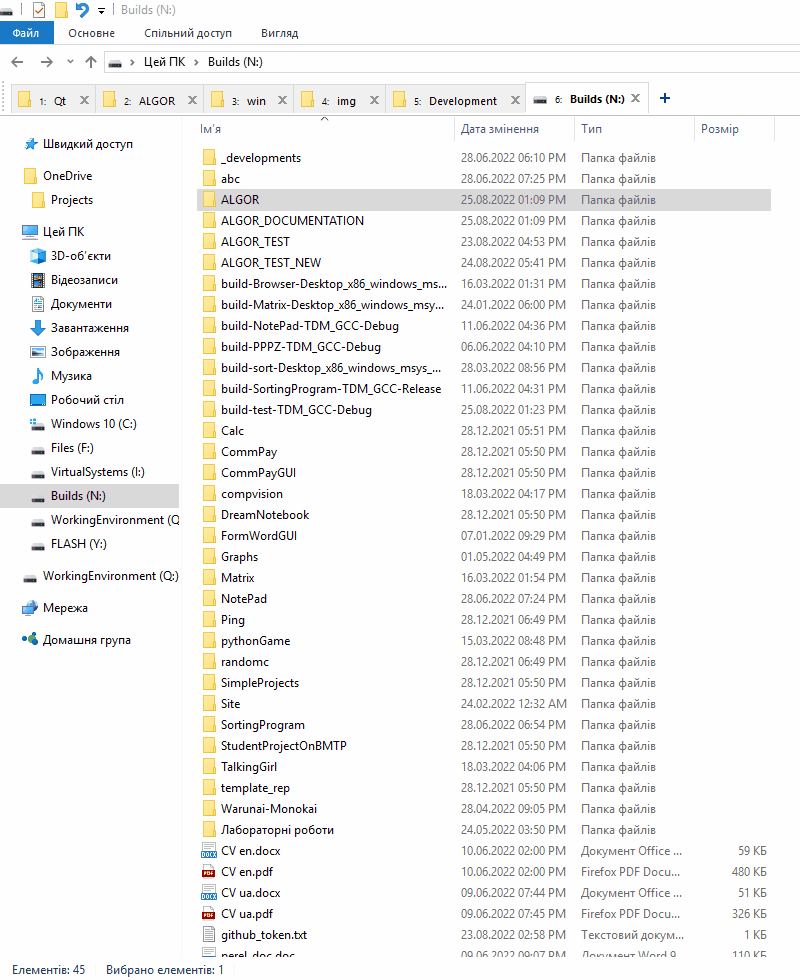 Builds (N:)
Файл Основне Спільний доступ Вигляд
Цей ПК Builds (N:)
1: Qt 2: ALGOR 3: win 4: img 5: Development 6: Builds (N:)
Швидкий доступ
OneDrive
Projects
Цей ПК
3D-об'єкти
Відеозаписи
Документи
Завантаження
Зображення
Музика
Робочий стіл
Windows 10 (C:)
Files (F:)
VirtualSystems (I:)
Builds (N:)
WorkingEnvironment (Q
FLASH (Y:)
WorkingEnvironment (Q:)
Мережа
Домашня група
Ім'я Дата змінення Тип Розмір
_developments 28.06.2022 06:10 PM Папка файлів
abc 28.06.2022 07:25 PM Папка файлів
ALGOR 25.08.2022 01:09 PM Папка файлів
ALGOR_DOCUMENTATION 25.08.2022 01:09 PM Папка файлів
ALGOR_TEST 23.08.2022 04:53 PM Папка файлів
ALGOR_TEST_NEW 24.08.2022 05:41 PM Папка файлів
build-Browser-Desktop_x86_windows_ms... 16.03.2022 01:31 PM Папка файлів
build-Matrix-Desktop_x86_windows_msy... 24.01.2022 06:00 PM Папка файлів
build-NotePad-TDM_GCC-Debug 11.06.2022 04:36 PM Папка файлів
build-PPPZ-TDM_GCC-Debug 06.06.2022 04:10 PM Папка файлів
build-sort-Desktop_x86_windows_msys_... 28.03.2022 08:56 PM Папка файлів
build-SortingProgram-TDM_GCC-Release 11.06.2022 04:31 PM Папка файлів
build-test-TDM_GCC-Debug 25.08.2022 01:23 PM Папка файлів
Calc 28.12.2021 05:51 PM Папка файлів
CommPay 28.12.2021 05:50 PM Папка файлів
CommPayGUI 28.12.2021 05:50 PM Папка файлів
compvision 18.03.2022 04:17 PM Папка файлів
DreamNotebook 28.12.2021 05:50 PM Папка файлів
FormWordGUI 07.01.2022 09:29 PM Папка файлів
Graphs 01.05.2022 04:49 PM Папка файлів
Matrix 16.03.2022 01:54 PM Папка файлів
NotePad 28.06.2022 07:24 PM Папка файлів
Ping 28.12.2021 06:49 PM Папка файлів
pythonGame 15.03.2022 08:48 PM Папка файлів
randomc 28.12.2021 06:49 PM Папка файлів
SimpleProjects 28.12.2021 05:50 PM Папка файлів
Site 24.02.2022 12:32 AM Папка файлів
SortingProgram 28.06.2022 06:54 PM Папка файлів
StudentProjectOnBMTP 28.12.2021 05:50 PM Папка файлів
TalkingGirl 18.03.2022 04:06 PM Папка файлів
template_rep 28.12.2021 05:50 PM Папка файлів
Warunai-Monokai 28.04.2022 09:05 PM Папка файлів
Лабораторні роботи 24.05.2022 03:50 PM Папка файлів
CV en.docx 10.06.2022 02:00 PM Документ Office ... 59 КБ
CV en.pdf 10.06.2022 02:00 PM Firefox PDF Docu... 480 КБ
CV ua.docx 09.06.2022 07:44 PM Документ Office ... 51 КБ
CV ua.pdf 09.06.2022 07:45 PM Firefox PDF Docu... 326 КБ
github_token.txt 23.08.2022 02:58 PM Текстовий докум... 1 КБ
perel_doc.doc 09.06.2022 09:07 PM Документ Word 9... 110 КБ
Елементів: 45 Вибрано елементів: 1